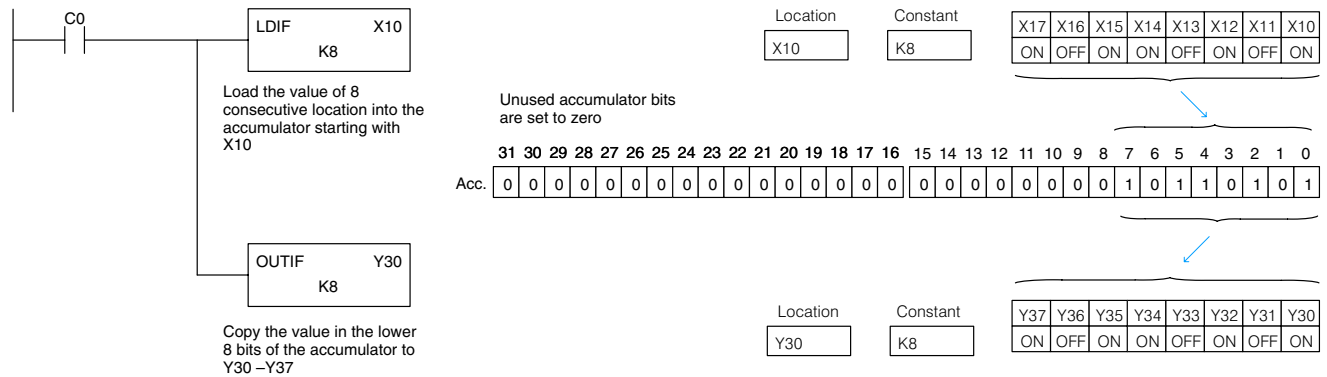 C0
LDIF X10
K8
Load the value of 8
consecutive location into the
accumulator starting with
X10
Location Constant
X10 K8
X17 X16 X15 X14 X13 X12 X11 X10
ON OFF ON ON OFF ON OFF ON
Unused accumulator bits
are set to zero
31 30 29 28 27 26 25 24 23 22 21 20 19 18 17 16 15 14 13 12 11 10 9 8 7 6 5 4 3 2 1 0
Acc. 0 0 0 0 0 0 0 0 0 0 0 0 0 0 0 0 0 0 0 0 0 0 0 0 1 0 1 1 0 1 0 1
OUTIF Y30
K8
Copy the value in the lower
8 bits of the accumulator to
Y30 –Y37
Location Constant
Y30 K8
Y37 Y36 Y35 Y34 Y33 Y32 Y31 Y30
ON OFF ON ON OFF ON OFF ON